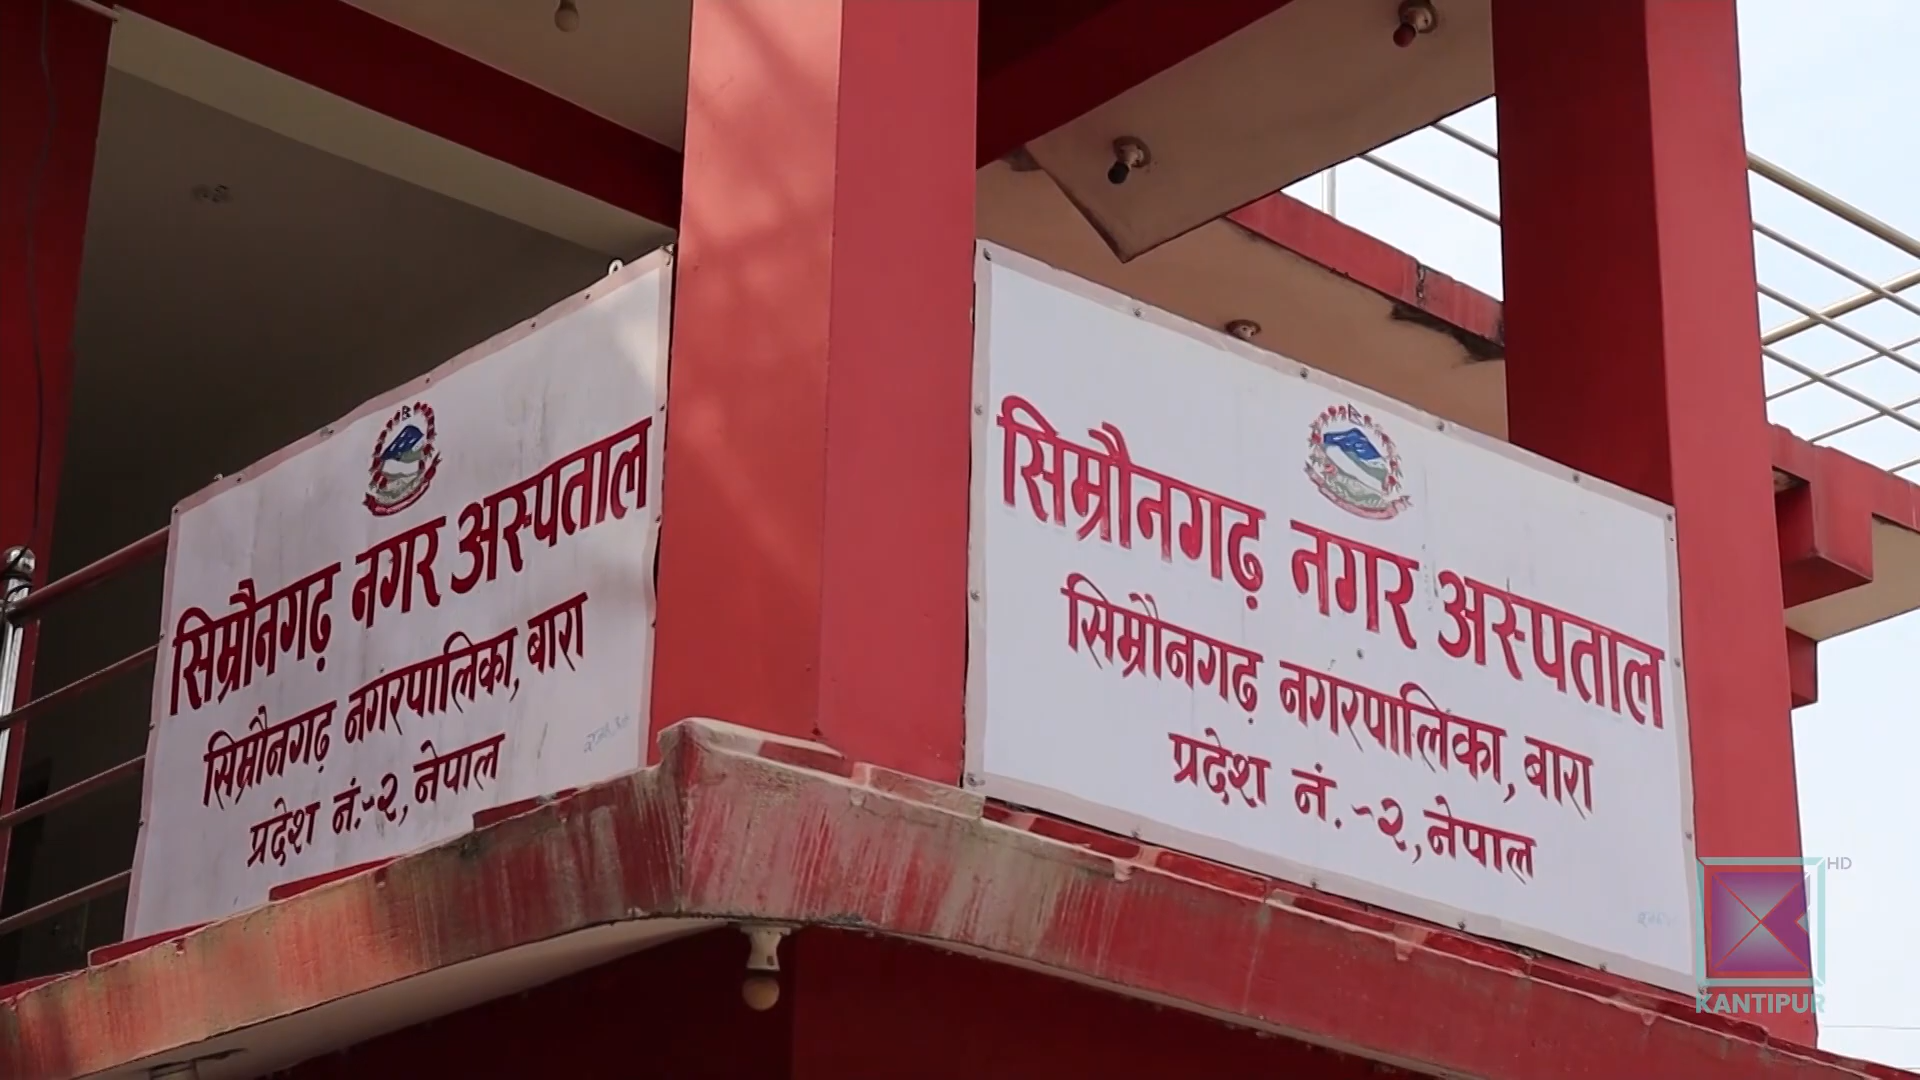 सिम्रौनगढ़ नगर अस्पताल
सिम्रौनगढ़ नगरपालिका, बारा
प्रदेश नं.-२, नेपाल
सिम्रौनगढ़ नगर अस्पताल
सिम्रौनगढ़ नगरपालिका, बारा
प्रदेश नं.-२, नेपाल
HD
KANTIPUR